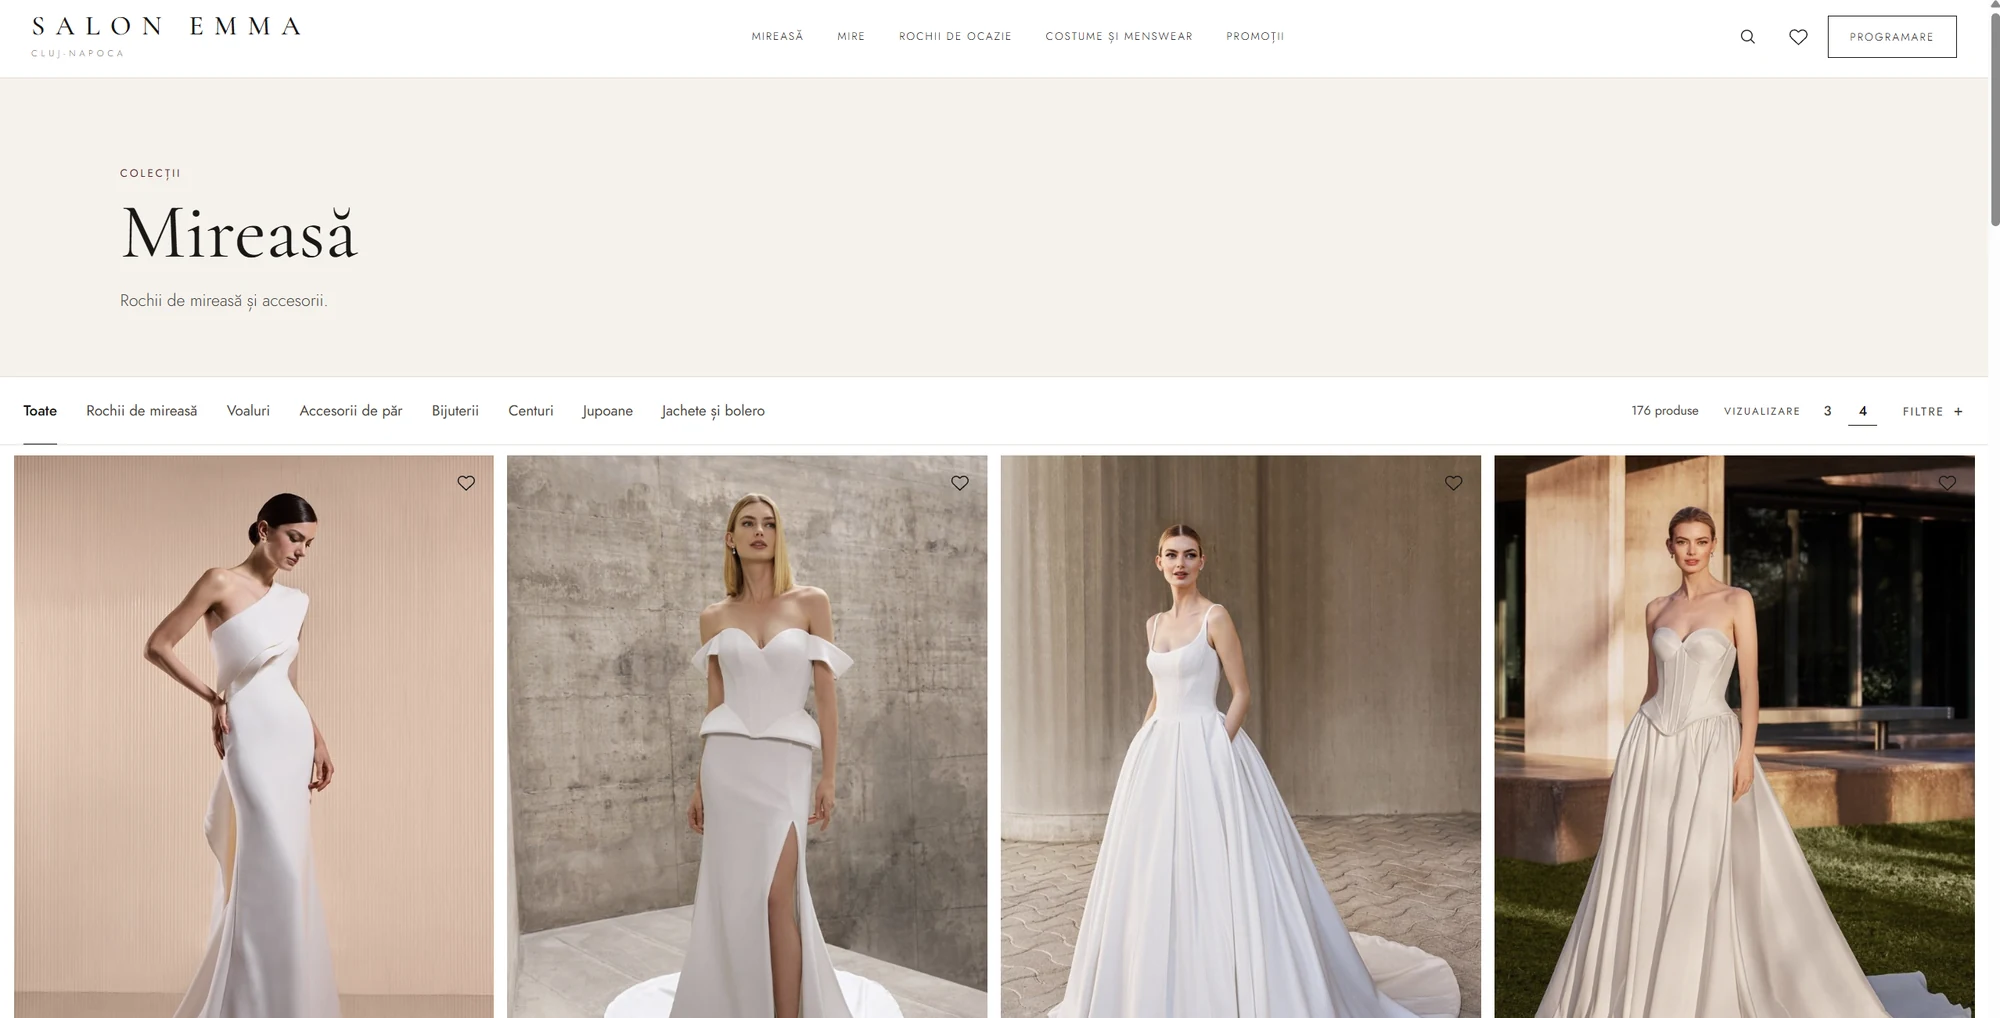 SALON EMMA
CLUJ-NAPOCA
MIREASĂ
MIRE
ROCHII DE OCAZIE
COSTUME ȘI MENSWEAR
PROMOȚII
PROGRAMARE
COLECȚII
Mireasă
Rochii de mireasă și accesorii.
Toate
Rochii de mireasă
Voaluri
Accesorii de păr
Bijuterii
Centuri
Jupoane
Jachete și bolero
176 produse
VIZUALIZARE
3
4
FILTRE +